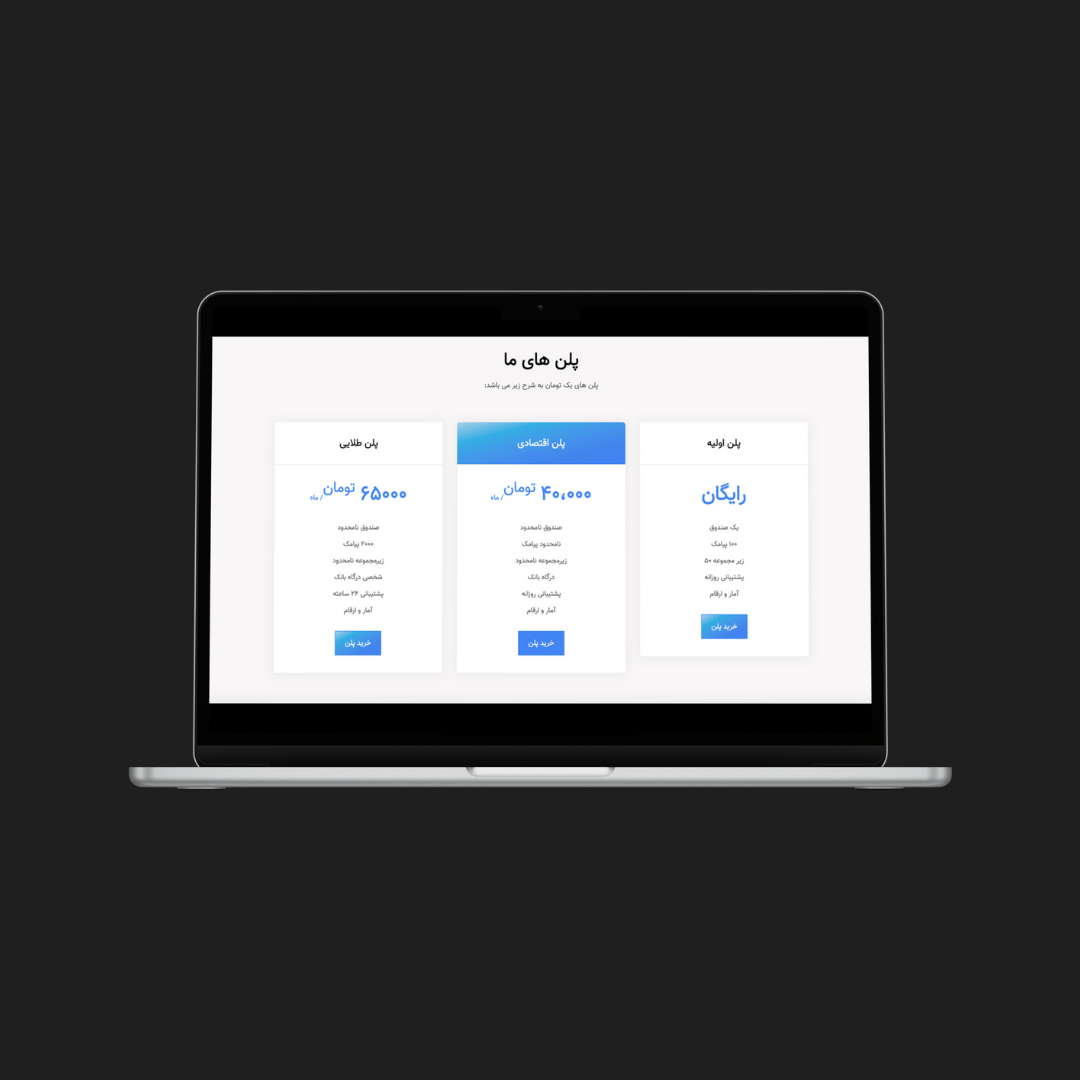 پلن های ما
پلن های یک تومان به شرح زیر می باشد:
پلن اولیه
رایگان
یک صندوق
۱۰۰ پیامک
زیر مجموعه ۵۰
پشتیبانی روزانه
آمار و ارقام
خرید پلن
پلن اقتصادی
۴۰،۰۰۰ تومان/ ماه
صندوق نامحدود
نامحدود پیامک
زیرمجموعه نامحدود
درگاه بانک
پشتیبانی روزانه
آمار و ارقام
خرید پلن
پلن طلایی
۶۵۰۰۰ تومان/ ماه
صندوق نامحدود
۲۰۰۰ پیامک
زیرمجموعه نامحدود
شخصی درگاه بانک
پشتیبانی ۲۴ ساعته
آمار و ارقام
خرید پلن